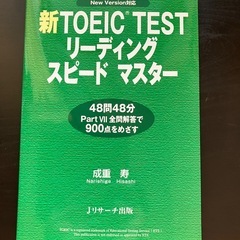 New Version対応
新TOEIC TEST
リーディング
スピード マスター
48問48分
Part VII 全問解答で
900点をめざす
成重 寿
Narishige Hisashi
Jリサーチ出版